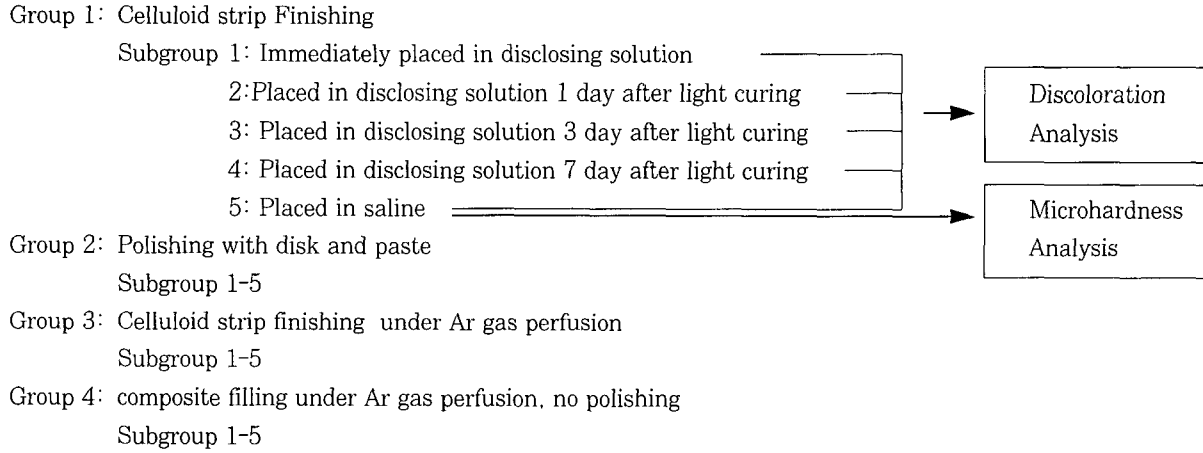 Group 1: Celluloid strip Finishing
Subgroup 1: Immediately placed in disclosing solution
2:Placed in disclosing solution 1 day after light curing
3: Placed in disclosing solution 3 day after light curing
4: Placed in disclosing solution 7 day after light curing
5: Placed in saline
Discoloration
Analysis
Microhardness
Analysis
Group 2: Polishing with disk and paste
Subgroup 1-5
Group 3: Celluloid strip finishing under Ar gas perfusion
Subgroup 1-5
Group 4: composite filling under Ar gas perfusion, no polishing
Subgroup 1-5